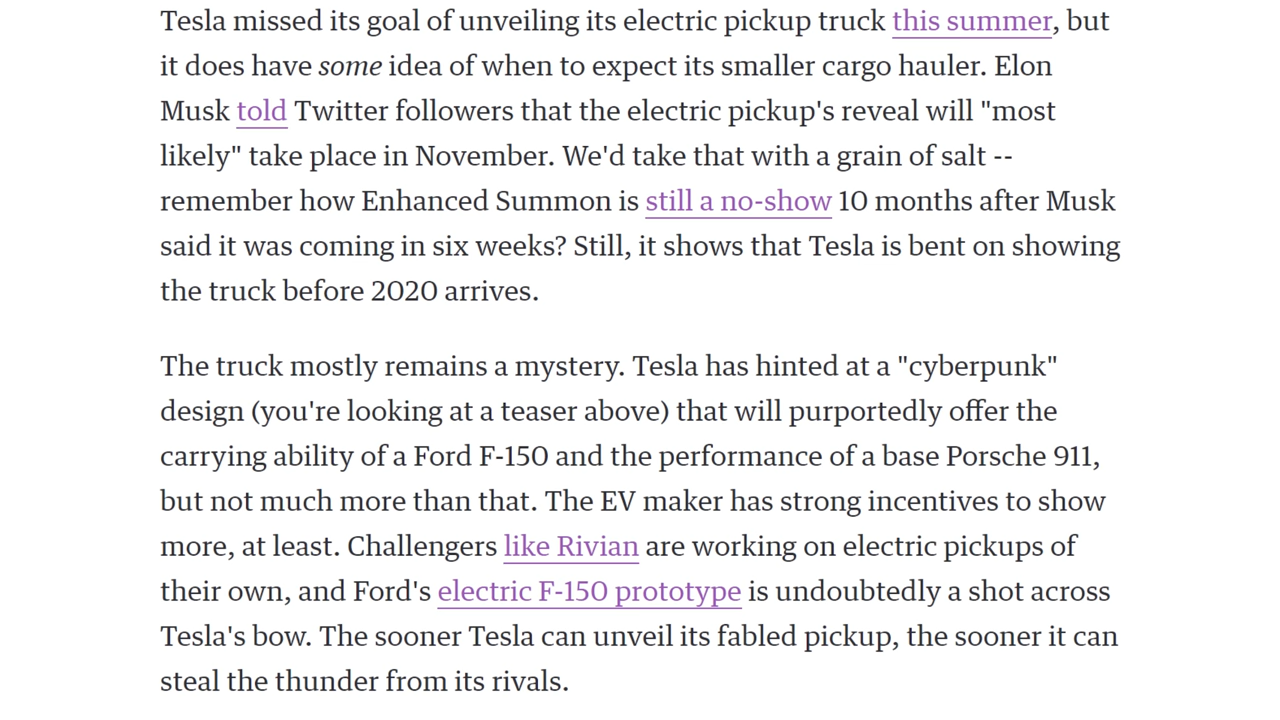 Tesla missed its goal of unveiling its electric pickup truck this summer, but
it does have some idea of when to expect its smaller cargo hauler. Elon
Musk told Twitter followers that the electric pickup's reveal will "most
likely" take place in November. We'd take that with a grain of salt --
remember how Enhanced Summon is still a no-show 10 months after Musk
said it was coming in six weeks? Still, it shows that Tesla is bent on showing
the truck before 2020 arrives.
The truck mostly remains a mystery. Tesla has hinted at a "cyberpunk"
design (you're looking at a teaser above) that will purportedly offer the
carrying ability of a Ford F-150 and the performance of a base Porsche 911,
but not much more than that. The EV maker has strong incentives to show
more, at least. Challengers like Rivian are working on electric pickups of
their own, and Ford's electric F-150 prototype is undoubtedly a shot across
Tesla's bow. The sooner Tesla can unveil its fabled pickup, the sooner it can
steal the thunder from its rivals.